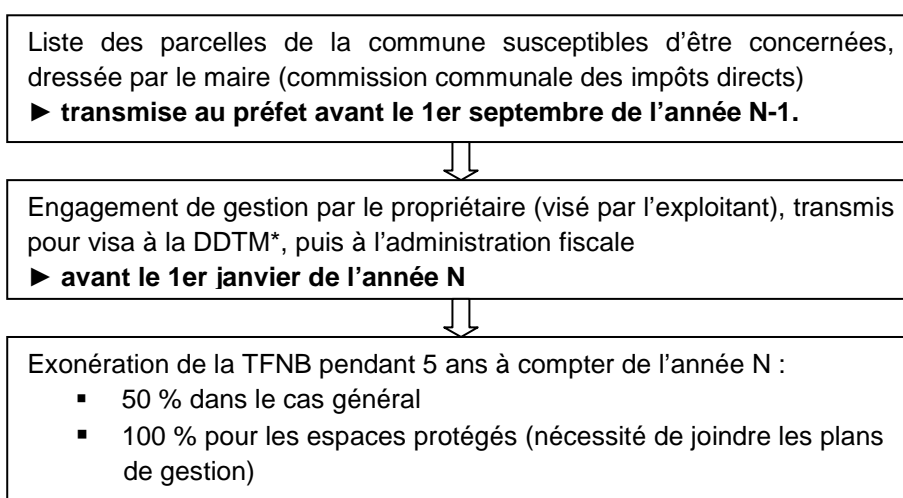 Liste des parcelles de la commune susceptibles d’être concernées,
dressée par le maire (commission communale des impôts directs)
► transmise au préfet avant le 1er septembre de l’année N-1.
Engagement de gestion par le propriétaire (visé par l’exploitant), transmis
pour visa à la DDTM*, puis à l’administration fiscale
► avant le 1er janvier de l’année N
Exonération de la TFNB pendant 5 ans à compter de l’année N :
▪ 50 % dans le cas général
▪ 100 % pour les espaces protégés (nécessité de joindre les plans
de gestion)